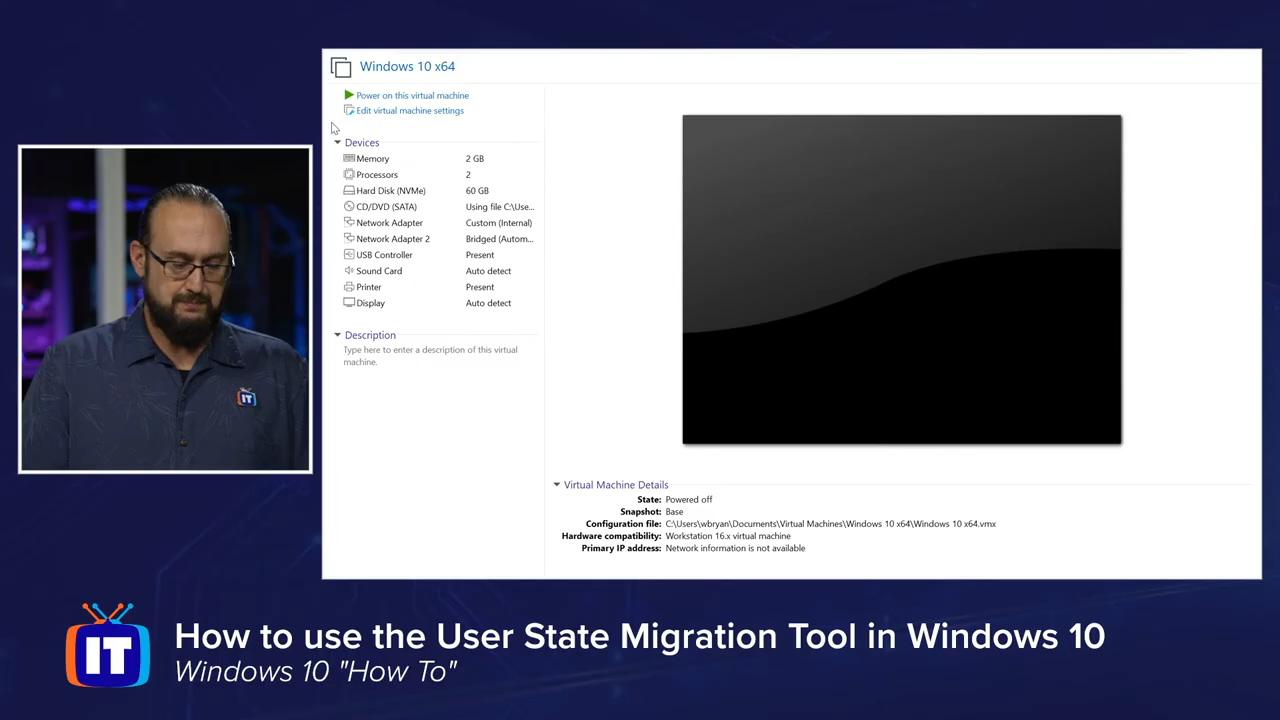 Windows 10 x64
Power on this virtual machine
Edit virtual machine settings
Devices
Memory 2 GB
Processors 2
Hard Disk (NVMe) 60 GB
CD/DVD (SATA) Using file C:\Use...
Network Adapter Custom (Internal)
Network Adapter 2 Bridged (Autom...
USB Controller Present
Sound Card Auto detect
Printer Present
Display Auto detect
Description
Type here to enter a description of this virtual
machine.
Virtual Machine Details
State: Powered off
Snapshot: Base
Configuration file: C:\Users\wbryan\Documents\Virtual Machines\Windows 10 x64\Windows 10 x64.vmx
Hardware compatibility: Workstation 16.x virtual machine
Primary IP address: Network information is not available
IT
IT
How to use the User State Migration Tool in Windows 10
Windows 10 "How To"